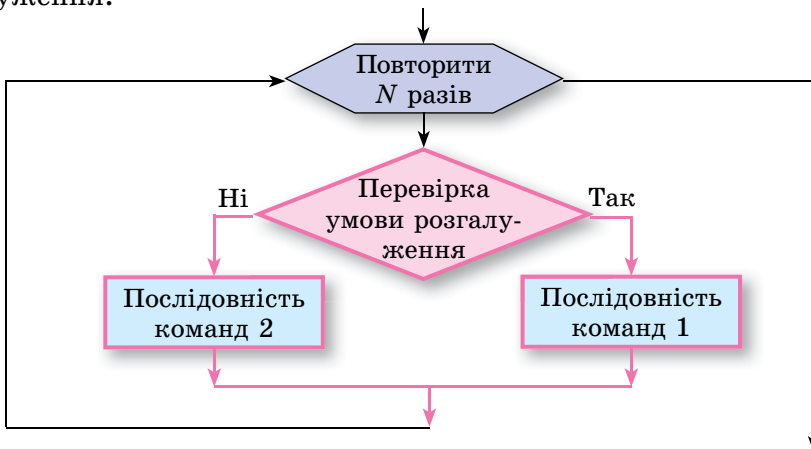 Повторити
N разів
Перевірка
умови розгалу-
ження
Ні
Так
Послідовність
команд 2
Послідовність
команд 1